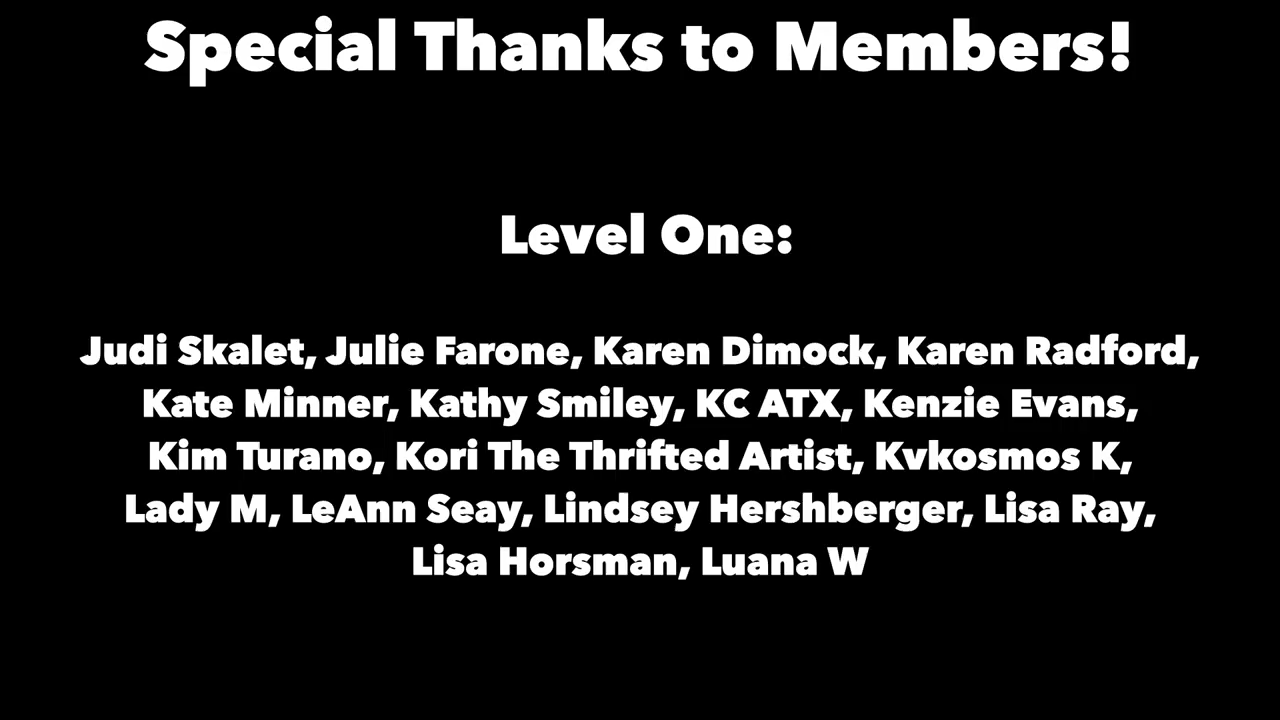 Special Thanks to Members!
Level One:
Judi Skalet, Julie Farone, Karen Dimock, Karen Radford,
Kate Minner, Kathy Smiley, KC ATX, Kenzie Evans,
Kim Turano, Kori The Thrifted Artist, Kvkosmos K,
Lady M, LeAnn Seay, Lindsey Hershberger, Lisa Ray,
Lisa Horsman, Luana W